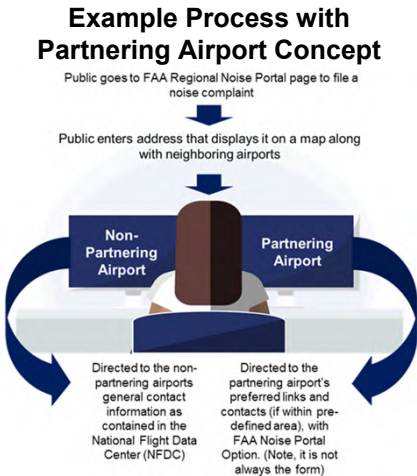 Example Process with
Partnering Airport Concept
Public goes to FAA Regional Noise Portal page to file a
noise complaint
Public enters address that displays it on a map along
with neighboring airports
Non-
Partnering
Airport
Partnering
Airport
Directed to the non-
partnering airports
general contact
information as
contained in the
National Flight Data
Center (NFDC)
Directed to the
partnering airport's
preferred links and
contacts (if within pre-
defined area), with
FAA Noise Portal
Option. (Note, it is not
always the form)